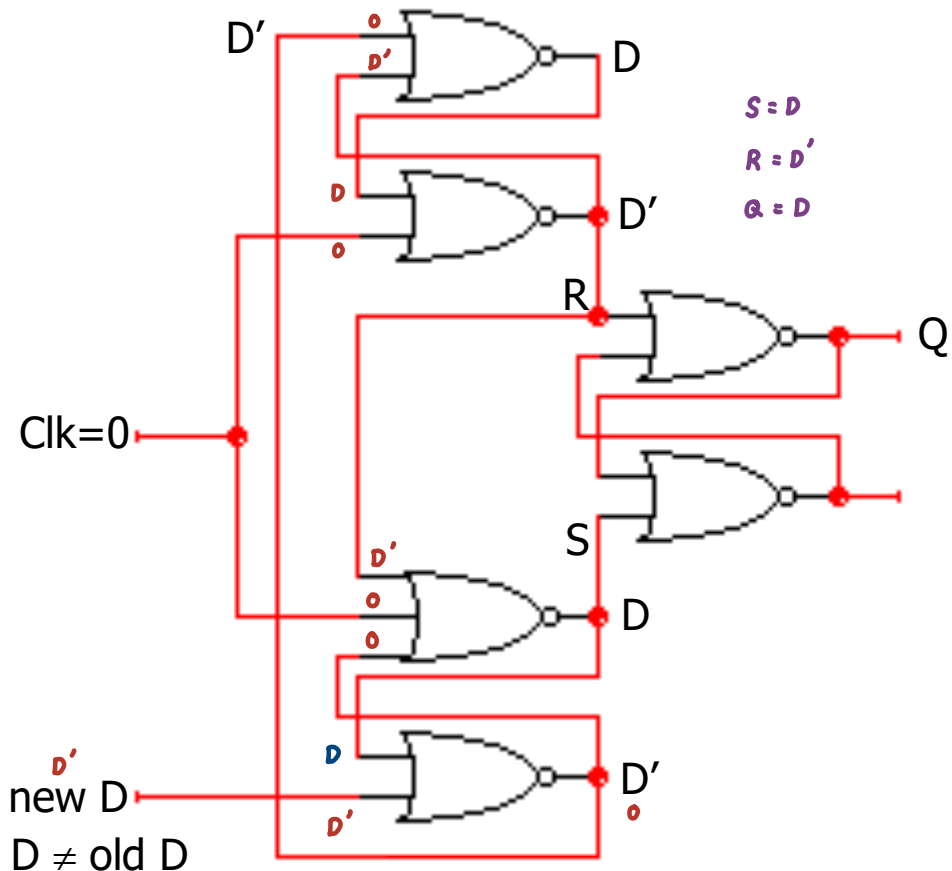 D′
0
D′
D
S = D
R = D′
Q = D
D
0
D′
R
Q
Clk=0
S
D′
0
0
D
D
D′
new D
D′
D′
0
D ≠ old D